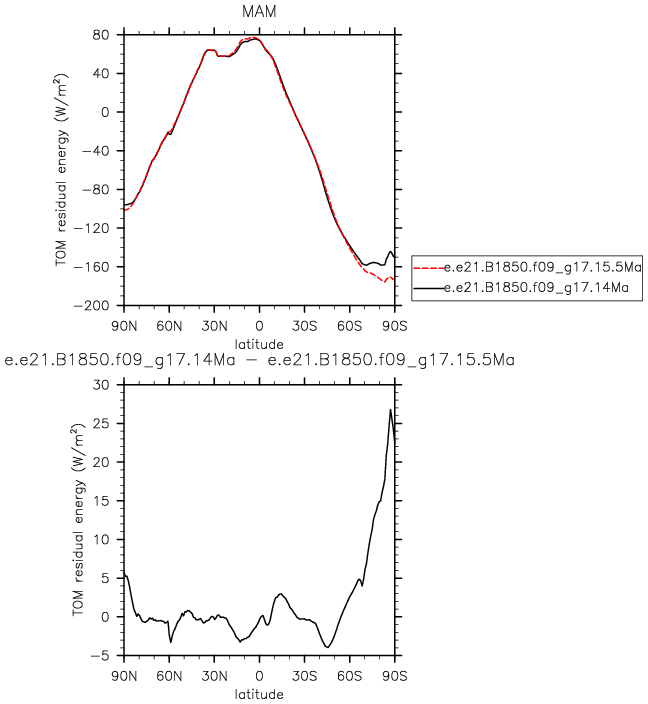 MAM
80
40
0
−40
−80
−120
−160
−200
TOM residual energy (W/m²)
90N 60N 30N 0 30S 60S 90S
latitude
e.e21.B1850.f09_g17.15.5Ma
e.e21.B1850.f09_g17.14Ma
e.e21.B1850.f09_g17.14Ma − e.e21.B1850.f09_g17.15.5Ma
30
25
20
15
10
5
0
−5
TOM residual energy (W/m²)
90N 60N 30N 0 30S 60S 90S
latitude